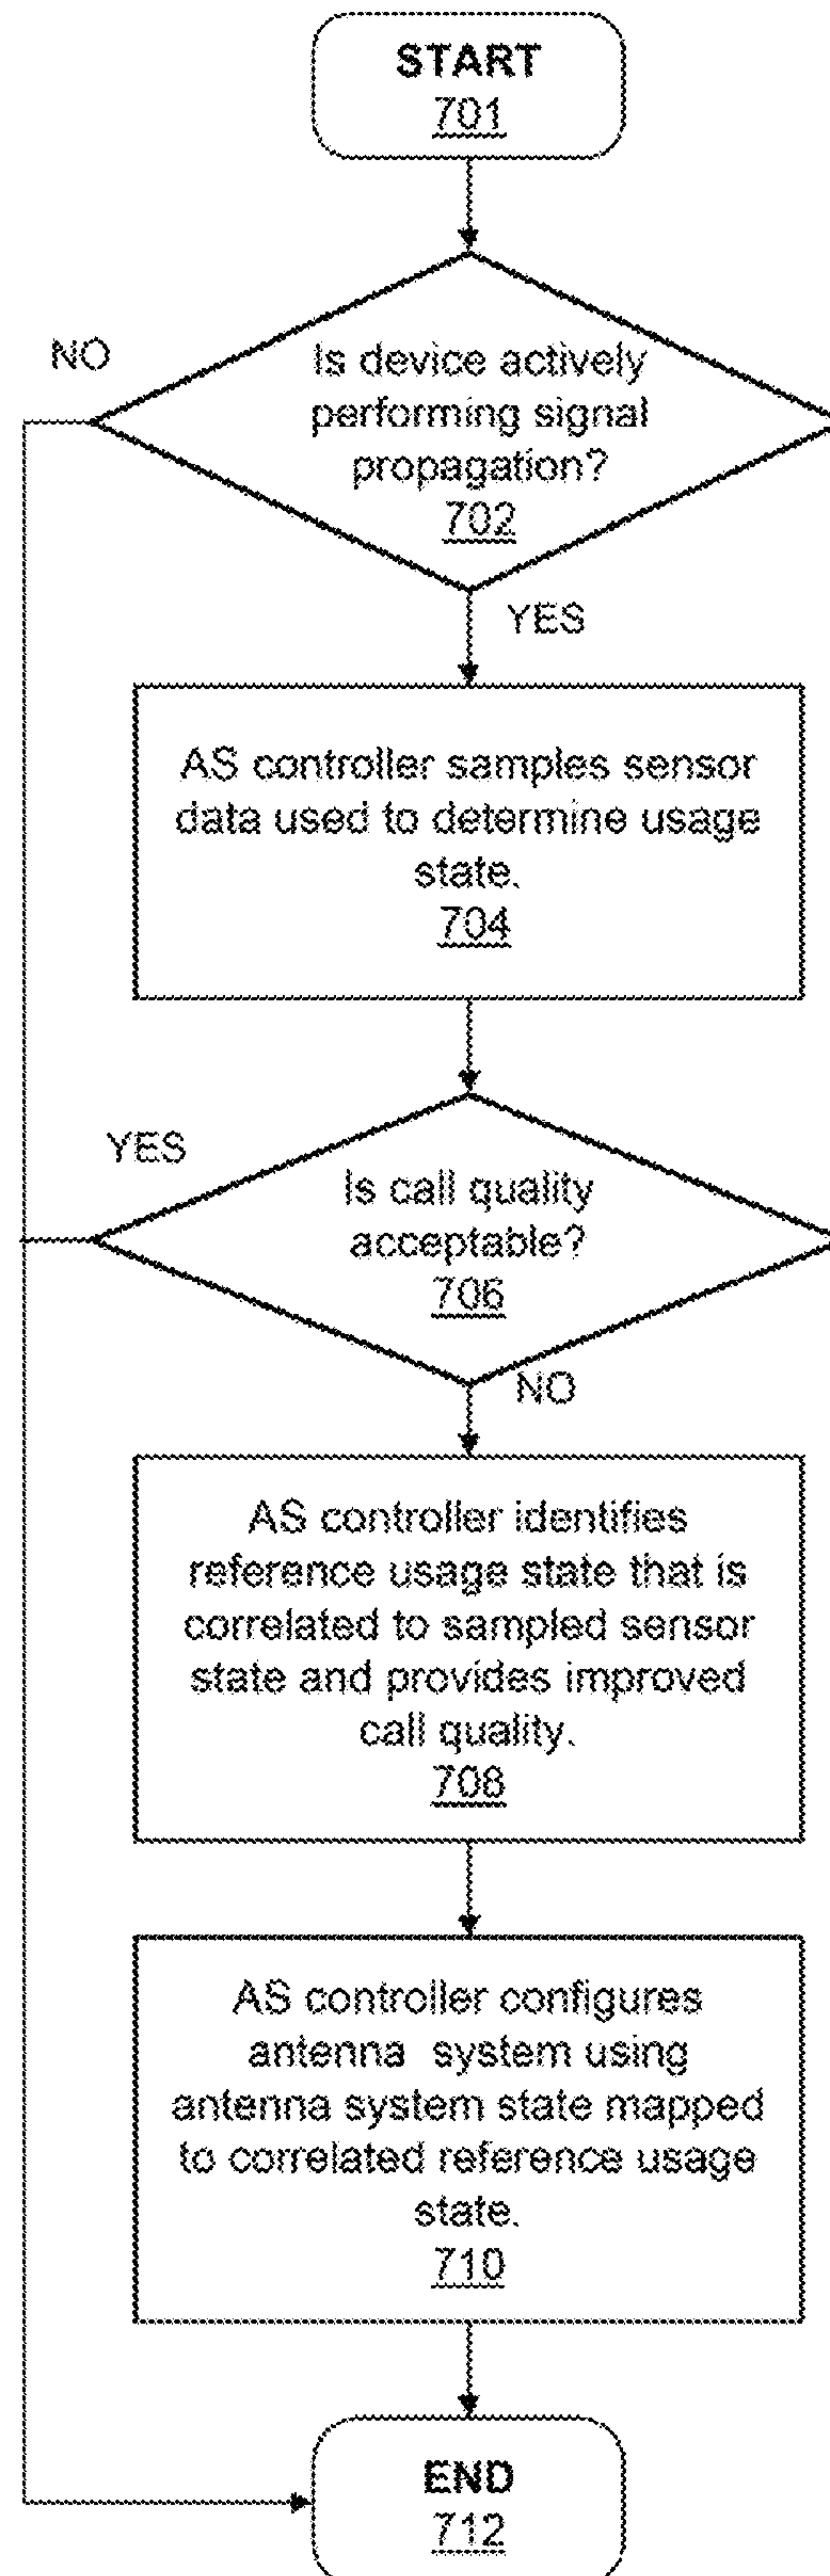 START
701
NO
Is device actively
performing signal
propagation?
702
YES
AS controller samples sensor
data used to determine usage
state.
704
YES
Is call quality
acceptable?
706
NO
AS controller identifies
reference usage state that is
correlated to sampled sensor
state and provides improved
call quality.
708
AS controller configures
antenna system using
antenna system state mapped
to correlated reference usage
state.
710
END
712